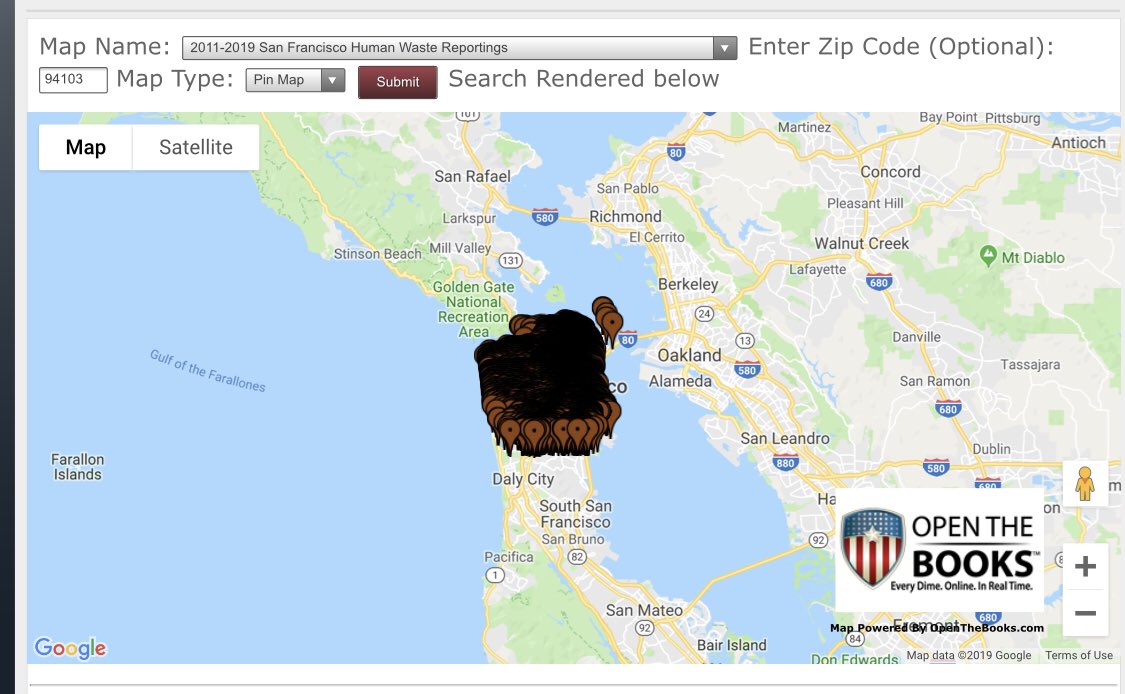 Map Name: 2011-2019 San Francisco Human Waste Reportings Enter Zip Code (Optional):
94103 Map Type: Pin Map Submit Search Rendered below
Map Satellite
101
Martinez
Bay Point Pittsburg
Antioch
80
San Rafael
Concord
San Pablo
Pleasant Hill
Larkspur
580
Richmond
El Cerrito
Walnut Creek
Stinson Beach
Mill Valley
131
Lafayette
680
Mt Diablo
Golden Gate
National
Recreation
Area
Berkeley
24
80
13
Danville
Gulf of the Farallones
Oakland
580
Tassajara
co
Alameda
San Ramon
680
San Leandro
Dublin
Farallon
Islands
880
580
680
Daly City
m
Ha
on
South San
Francisco
San Bruno
82
92
Pacifica
1
OPEN THE
BOOKS™
Every Dime. Online. In Real Time.
San Mateo
92
680
Map Powered By OpenTheBooks.com
Fremont
84
Bair Island
Don Edwards
Google
Map data ©2019 Google Terms of Use